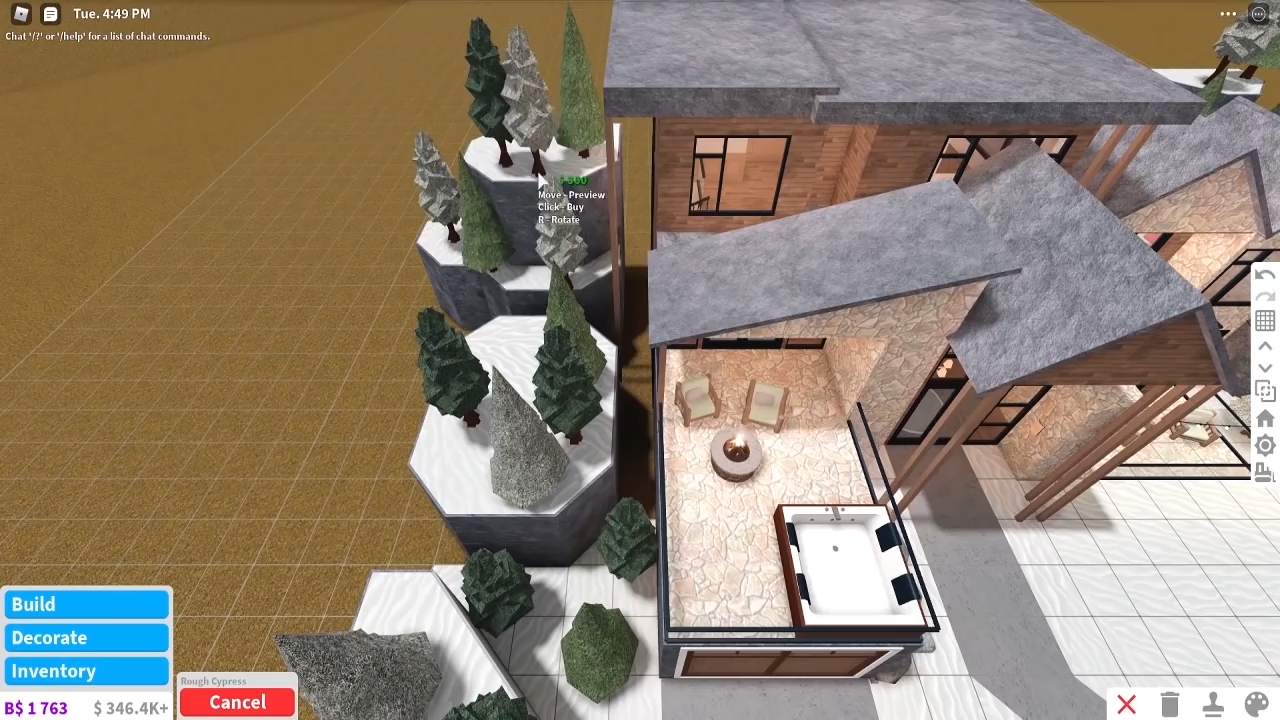 Tue. 4:49 PM
Chat '/?' or '/help' for a list of chat commands.
Move - Preview
Click - Buy
R - Rotate
Build
Decorate
Inventory
Rough Cypress
Cancel
B$ 1 763
$ 346.4K+